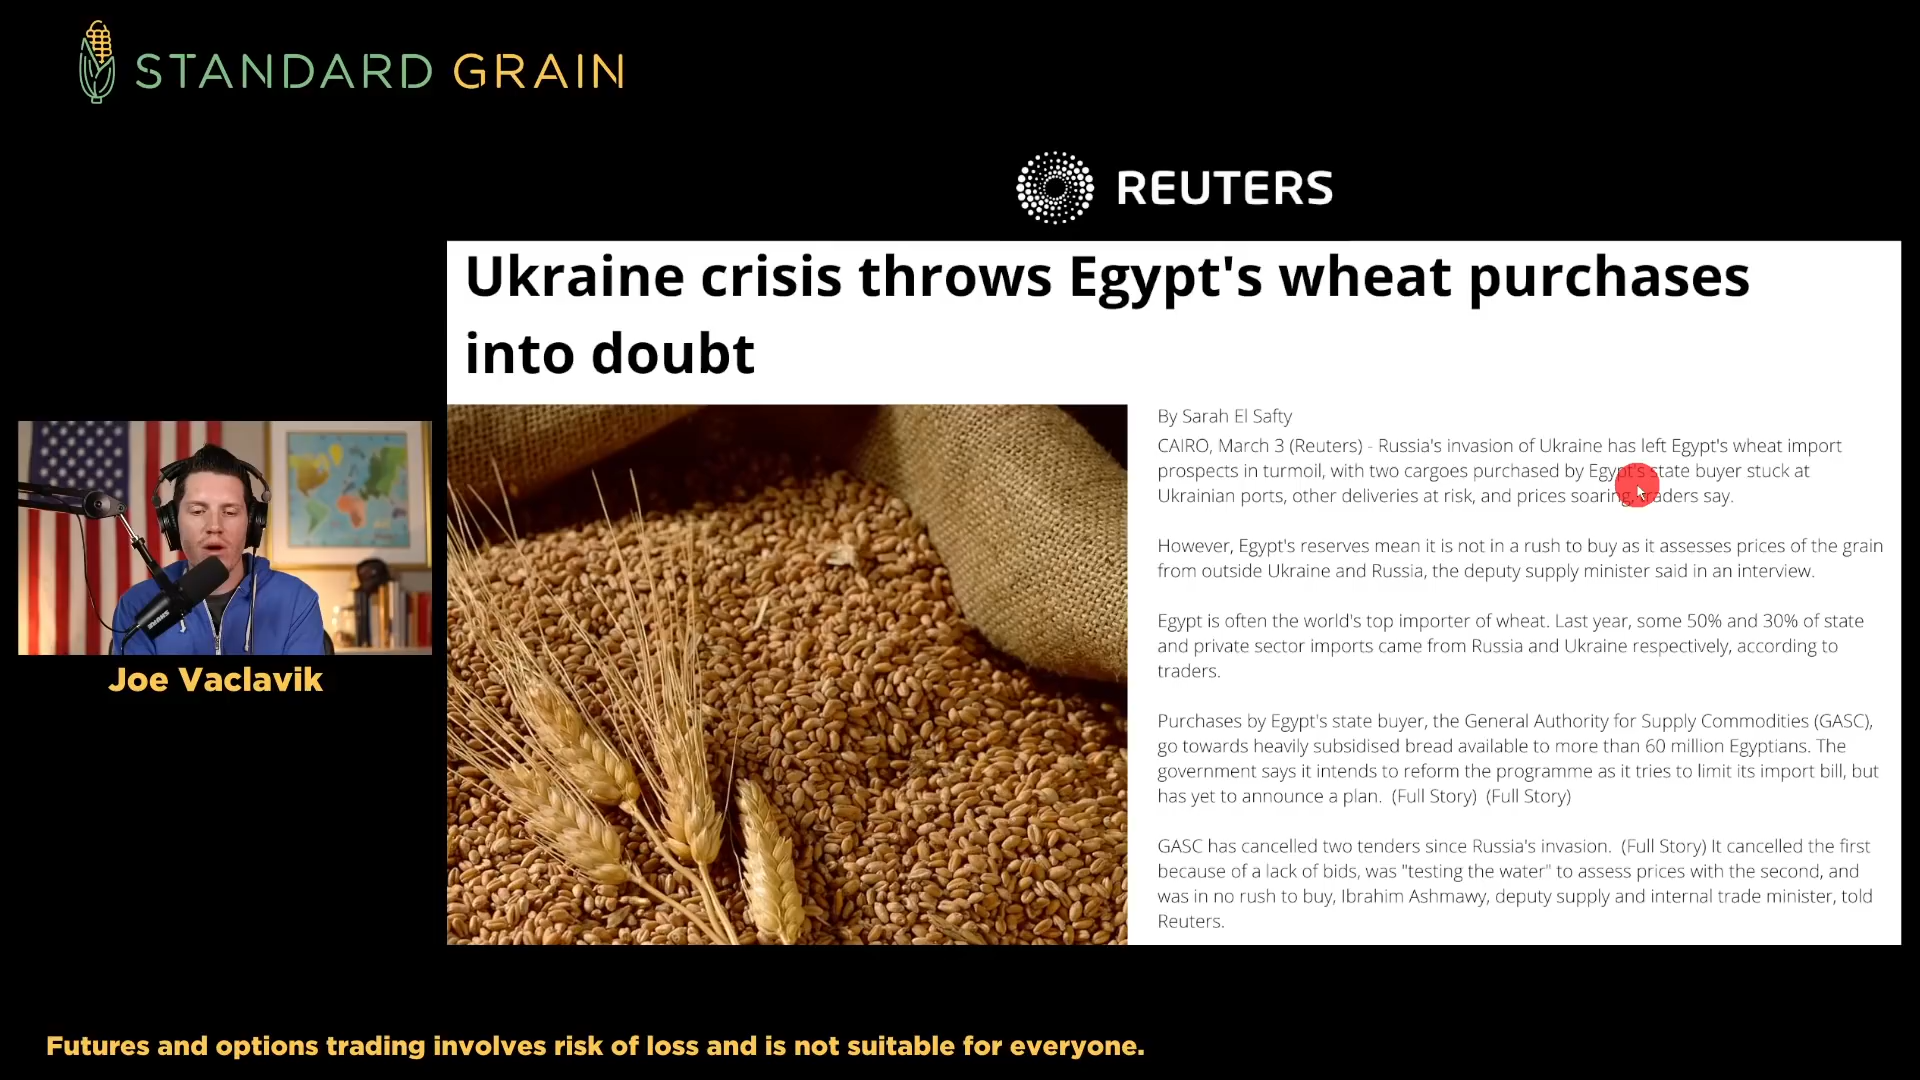 STANDARD GRAIN
REUTERS
Ukraine crisis throws Egypt's wheat purchases
into doubt
By Sarah El Safty
CAIRO, March 3 (Reuters) - Russia's invasion of Ukraine has left Egypt's wheat import
prospects in turmoil, with two cargoes purchased by Egypt's state buyer stuck at
Ukrainian ports, other deliveries at risk, and prices soaring, traders say.
However, Egypt's reserves mean it is not in a rush to buy as it assesses prices of the grain
from outside Ukraine and Russia, the deputy supply minister said in an interview.
Egypt is often the world's top importer of wheat. Last year, some 50% and 30% of state
and private sector imports came from Russia and Ukraine respectively, according to
traders.
Purchases by Egypt's state buyer, the General Authority for Supply Commodities (GASC),
go towards heavily subsidised bread available to more than 60 million Egyptians. The
government says it intends to reform the programme as it tries to limit its import bill, but
has yet to announce a plan. (Full Story) (Full Story)
GASC has cancelled two tenders since Russia's invasion. (Full Story) It cancelled the first
because of a lack of bids, was "testing the water" to assess prices with the second, and
was in no rush to buy, Ibrahim Ashmawy, deputy supply and internal trade minister, told
Reuters.
Joe Vaclavik
Futures and options trading involves risk of loss and is not suitable for everyone.